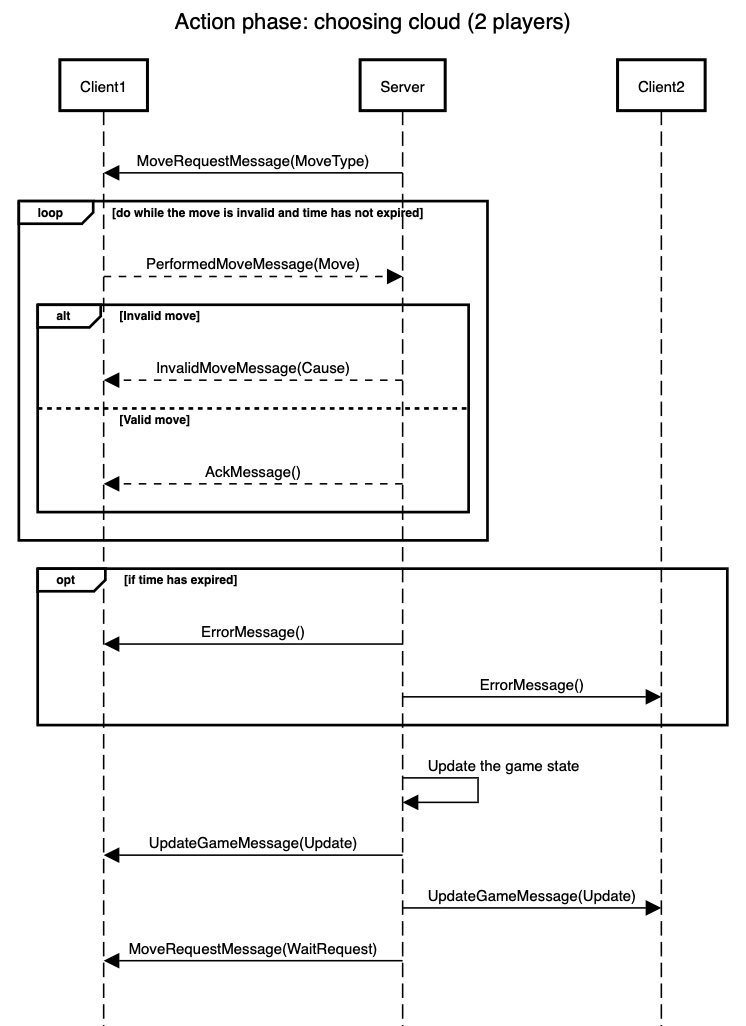 Action phase: choosing cloud (2 players)
Client1
Server
Client2
MoveRequestMessage(MoveType)
loop
[do while the move is invalid and time has not expired]
PerformedMoveMessage(Move)
alt
[Invalid move]
InvalidMoveMessage(Cause)
[Valid move]
AckMessage()
opt
[if time has expired]
ErrorMessage()
ErrorMessage()
Update the game state
UpdateGameMessage(Update)
UpdateGameMessage(Update)
MoveRequestMessage(WaitRequest)